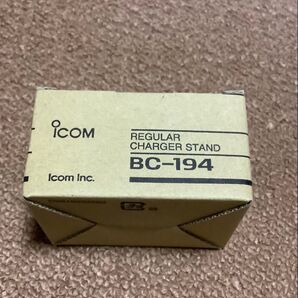 ICOM
REGULAR
CHARGER STAND
BC-194
Icom Inc.